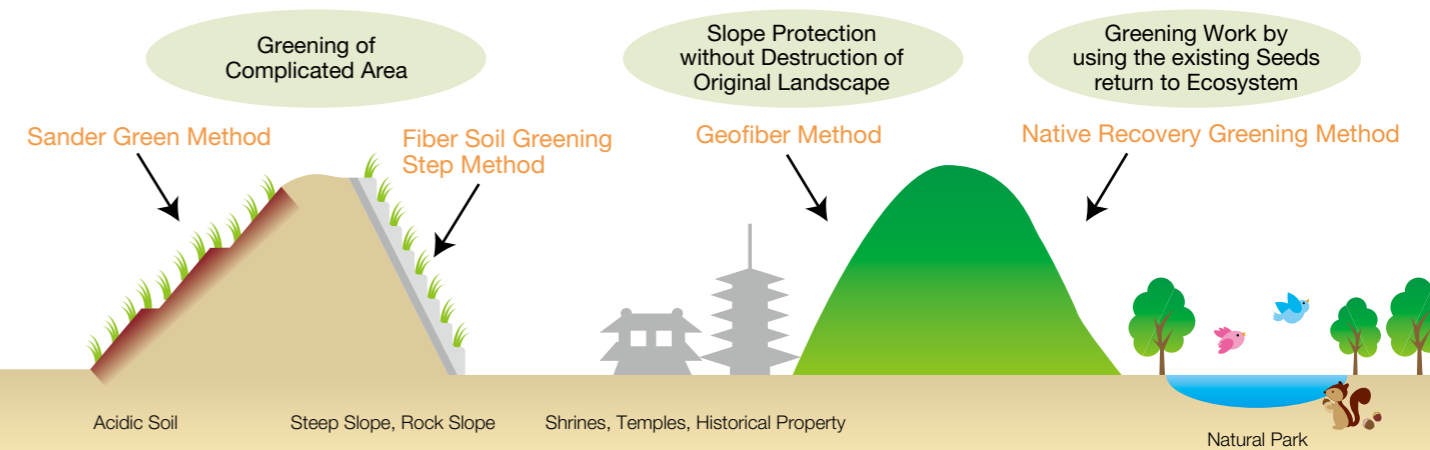 Greening of
Complicated Area
Slope Protection
without Destruction of
Original Landscape
Greening Work by
using the existing Seeds
return to Ecosystem
Sander Green Method
Fiber Soil Greening
Step Method
Geofiber Method
Native Recovery Greening Method
Acidic Soil
Steep Slope, Rock Slope
Shrines, Temples, Historical Property
Natural Park